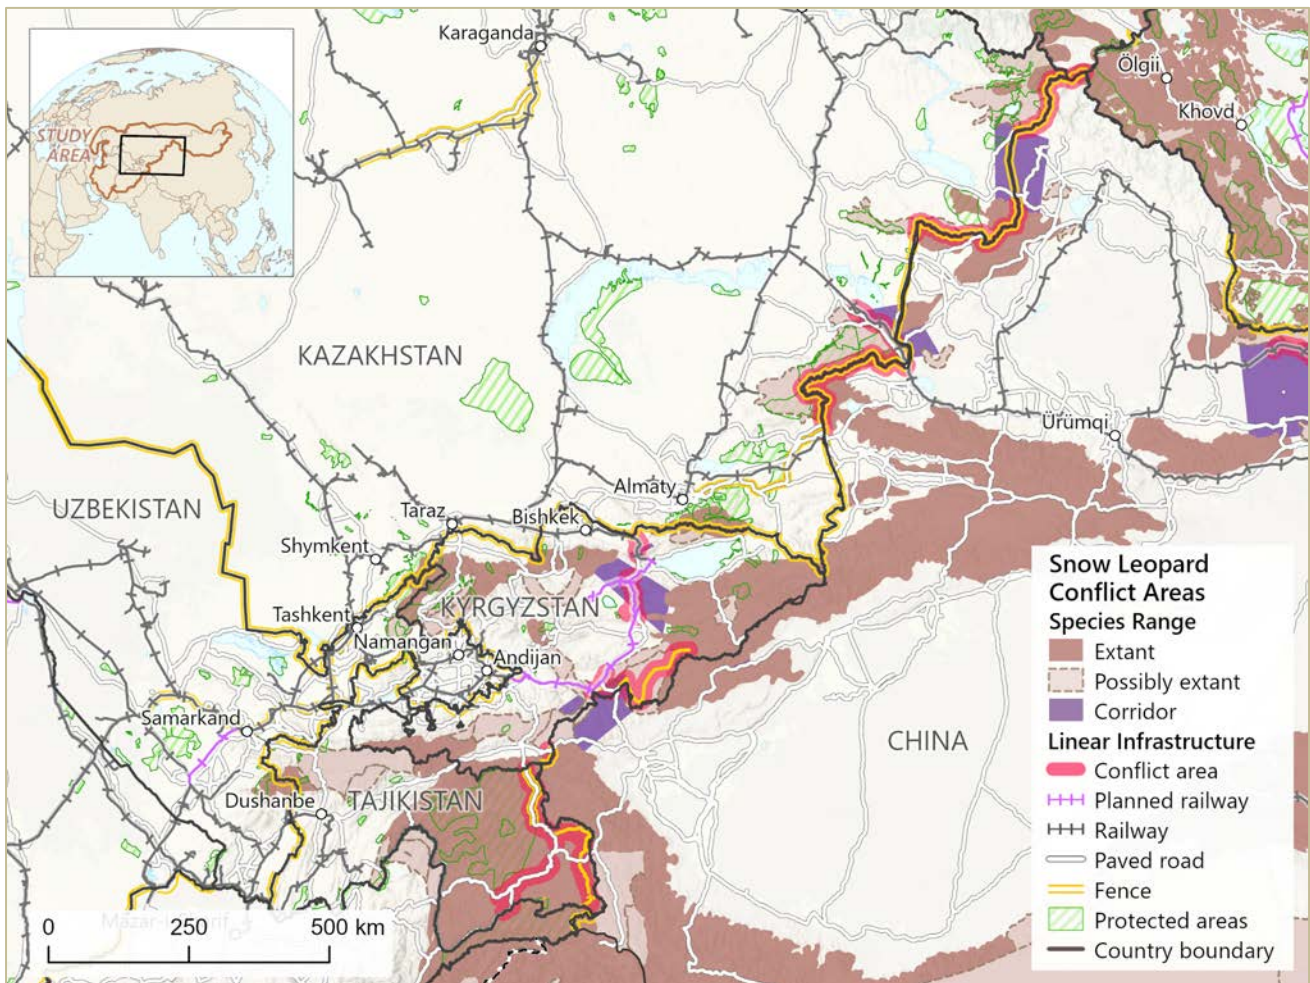 Karaganda
Ölgii
Khovd
STUDY
AREA
KAZAKHSTAN
Ürümqi
Almaty
UZBEKISTAN
Taraz
Bishkek
Shymkent
Tashkent
KYRGYZSTAN
Namangan
Andijan
Samarkand
CHINA
Dushanbe
TAJIKISTAN
0 250 500 km
Snow Leopard
Conflict Areas
Species Range
Extant
Possibly extant
Corridor
Linear Infrastructure
Conflict area
Planned railway
Railway
Paved road
Fence
Protected areas
Country boundary